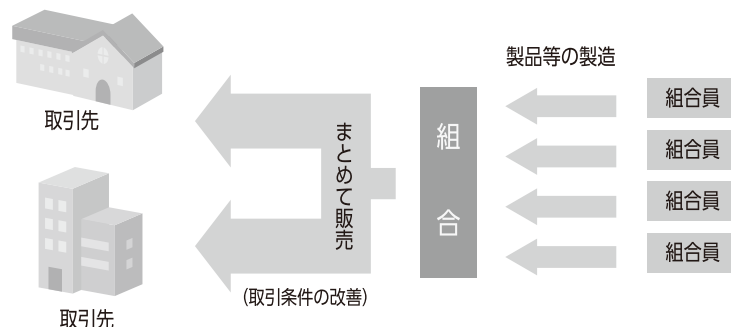 製品等の製造
取引先
まとめて販売
組合
組合員
組合員
組合員
組合員
(取引条件の改善)
取引先